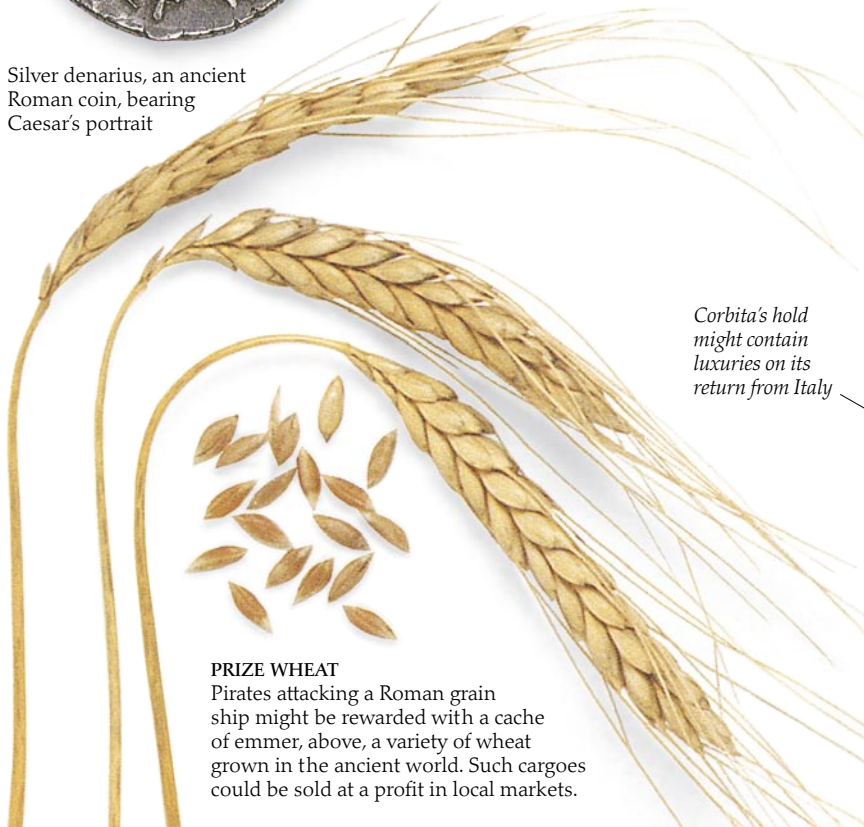 Silver denarius, an ancient
Roman coin, bearing
Caesar's portrait
Corbita's hold
might contain
luxuries on its
return from Italy
PRIZE WHEAT
Pirates attacking a Roman grain
ship might be rewarded with a cache
of emmer, above, a variety of wheat
grown in the ancient world. Such cargoes
could be sold at a profit in local markets.